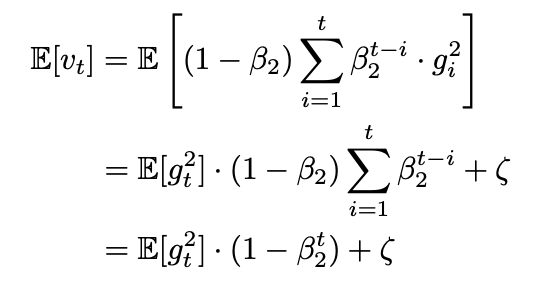 𝔼[v_t] = 𝔼 [(1 − β_2) ∑_{i=1}^{t} β_2^{t−i} · g_i^2]
= 𝔼[g_t^2] · (1 − β_2) ∑_{i=1}^{t} β_2^{t−i} + ζ
= 𝔼[g_t^2] · (1 − β_2^t) + ζ